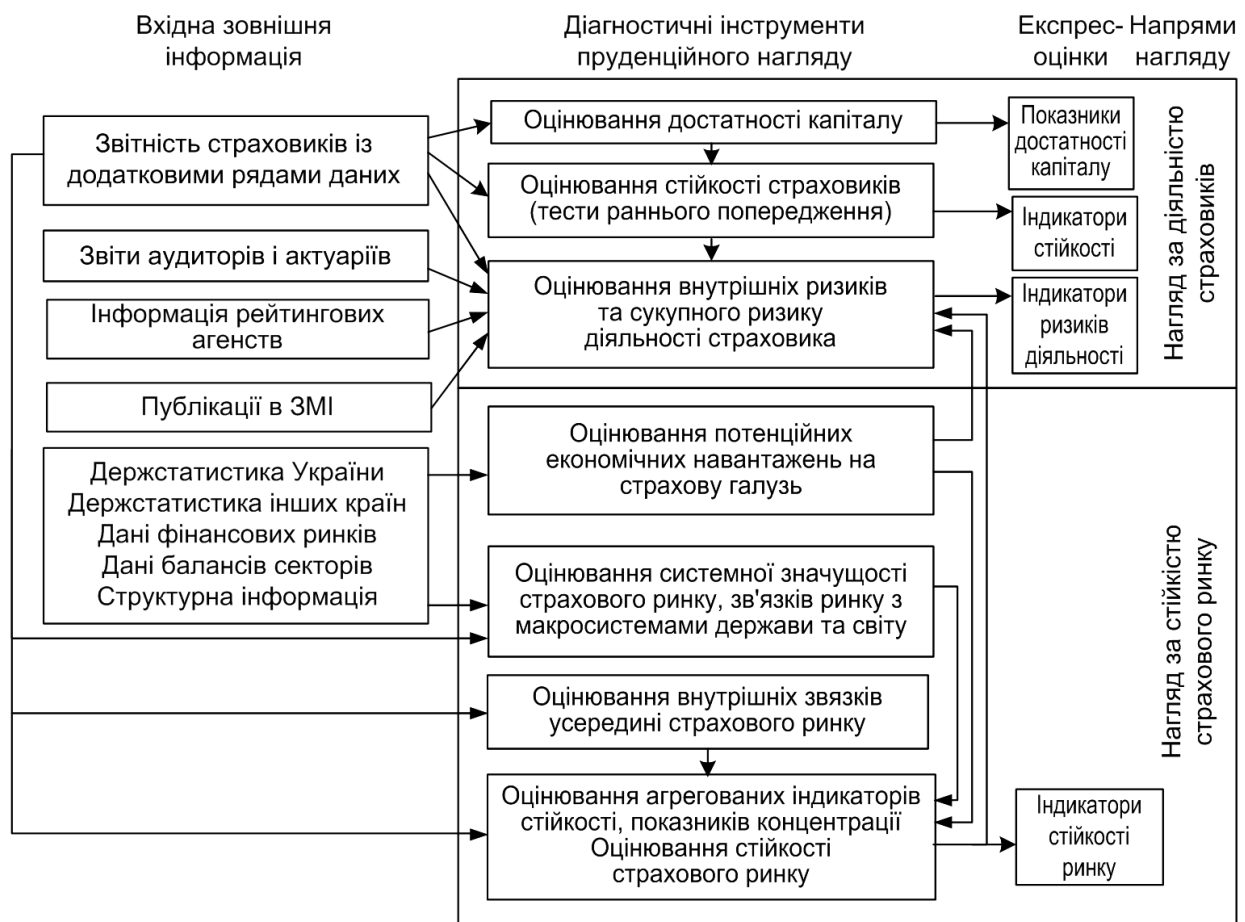 Вхідна зовнішня
інформація
Діагностичні інструменти
пруденційного нагляду
Експрес-
оцінки
Напрями
нагляду
Звітність страховиків із
додатковими рядами даних
Звіти аудиторів і актуаріїв
Інформація рейтингових
агенств
Публікації в ЗМІ
Держстатистика України
Держстатистика інших країн
Дані фінансових ринків
Дані балансів секторів
Структурна інформація
Оцінювання достатності капіталу
Оцінювання стійкості страховиків
(тести раннього попередження)
Оцінювання внутрішніх ризиків
та сукупного ризику
діяльності страховика
Оцінювання потенційних
економічних навантажень на
страхову галузь
Оцінювання системної значущості
страхового ринку, зв'язків ринку з
макросистемами держави та світу
Оцінювання внутрішніх звязків
усередині страхового ринку
Оцінювання агрегованих індикаторів
стійкості, показників концентрації
Оцінювання стійкості
страхового ринку
Показники
достатності
капіталу
Індикатори
стійкості
Індикатори
ризиків
діяльності
Індикатори
стійкості
ринку
Нагляд за діяльністю
страховиків
Нагляд за стійкістю
страхового ринку